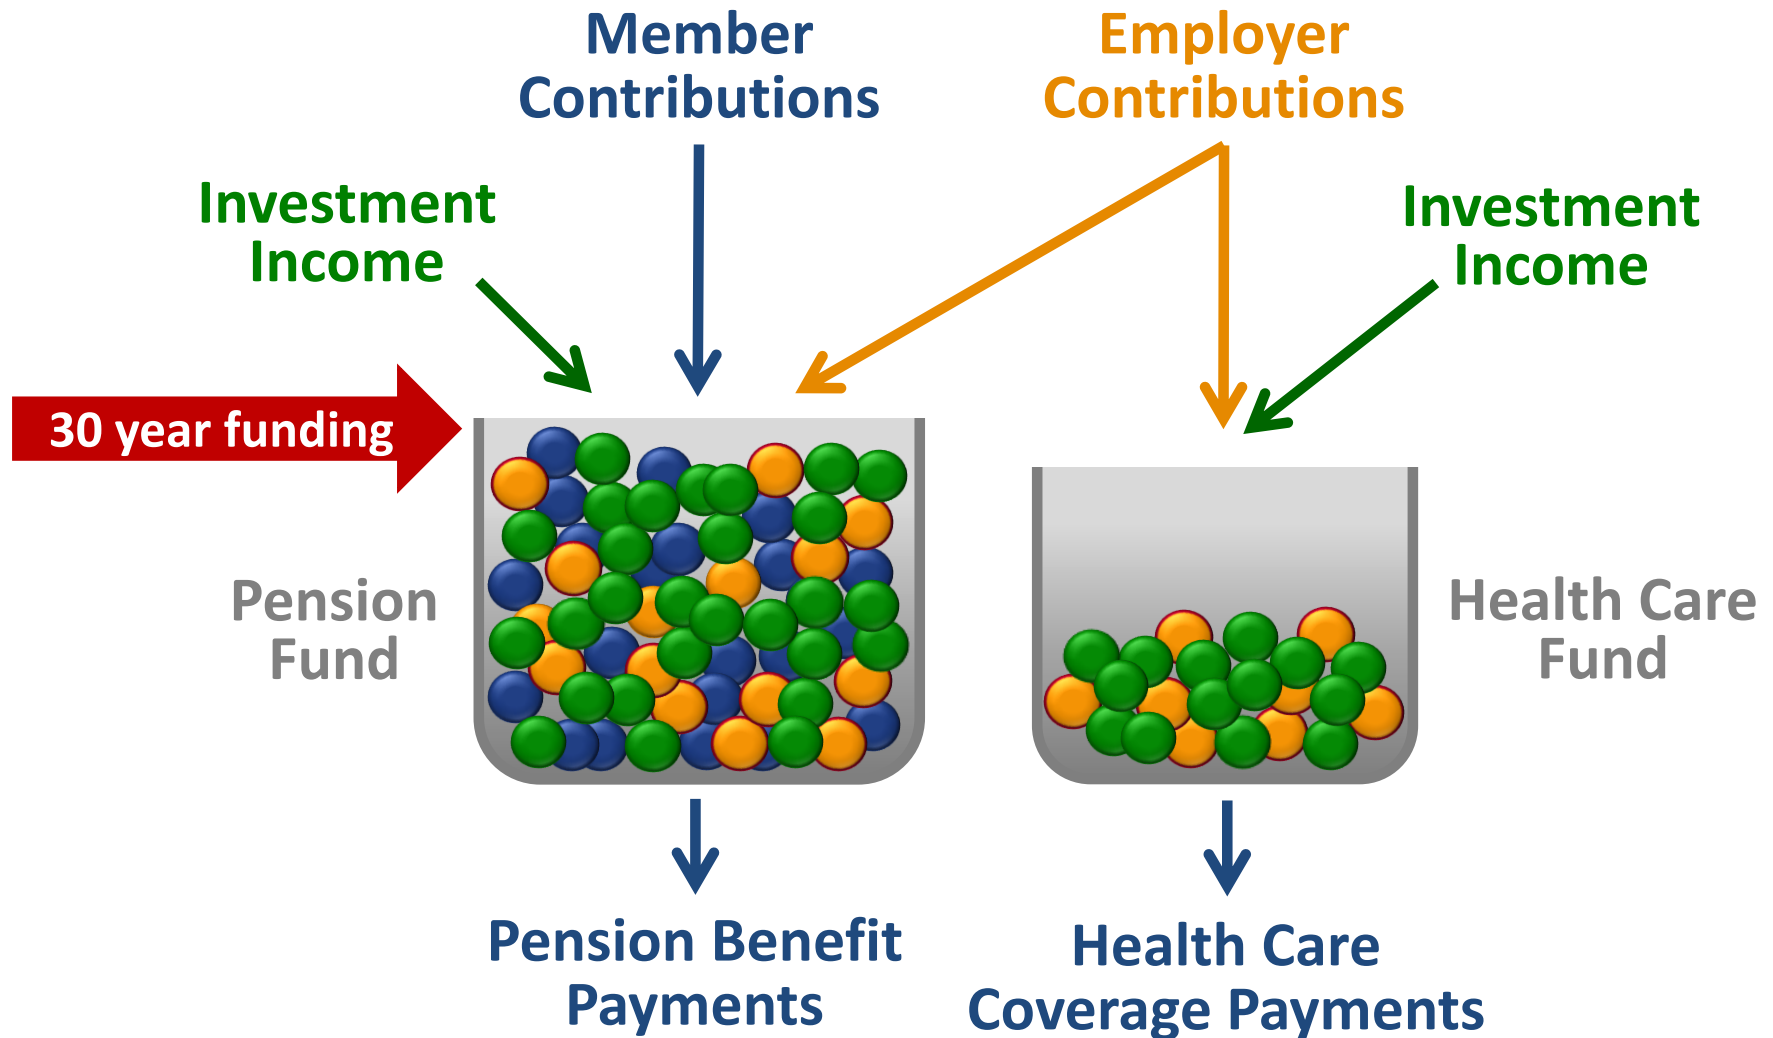 Member
Contributions
Employer
Contributions
Investment
Income
Investment
Income
30 year funding
Pension
Fund
Health Care
Fund
Pension Benefit
Payments
Health Care
Coverage Payments